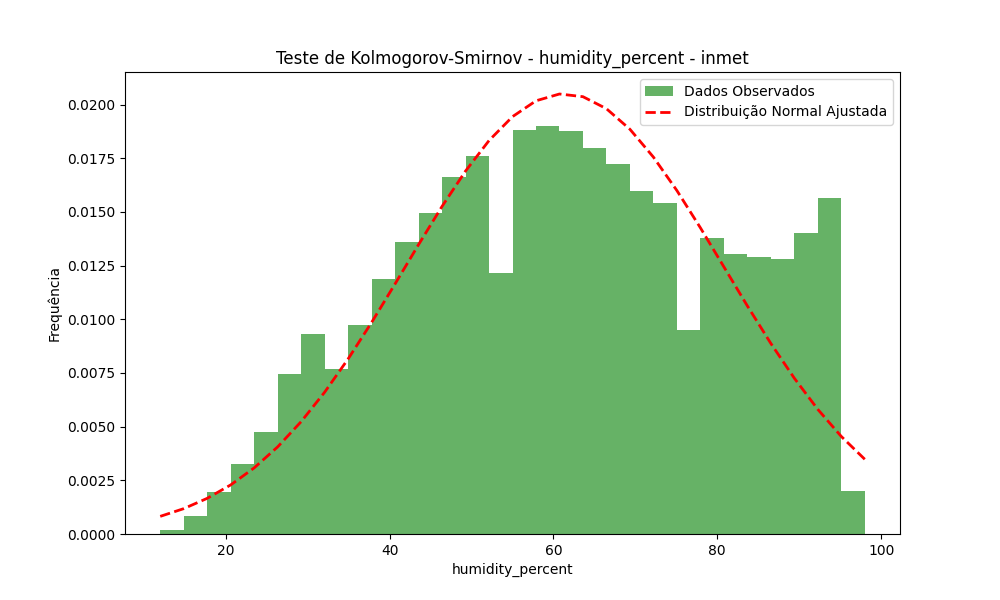 Teste de Kolmogorov-Smirnov - humidity_percent - inmet
Dados Observados
Distribuição Normal Ajustada
0.0200
0.0175
0.0150
0.0125
0.0100
0.0075
0.0050
0.0025
0.0000
Frequência
20
40
60
80
100
humidity_percent